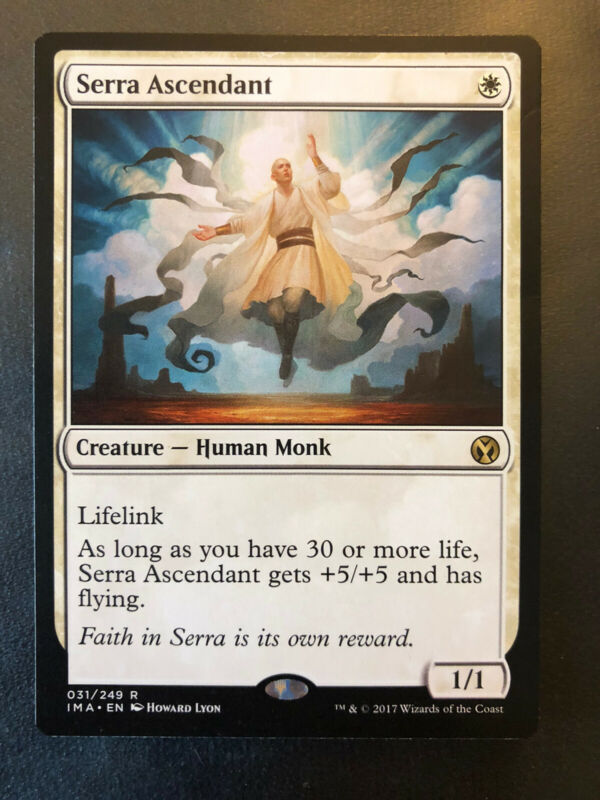 Serra Ascendant
Creature — Human Monk
Lifelink
As long as you have 30 or more life,
Serra Ascendant gets +5/+5 and has
flying.
Faith in Serra is its own reward.
1/1
031/249 R
IMA • EN Howard Lyon
™ & © 2017 Wizards of the Coast